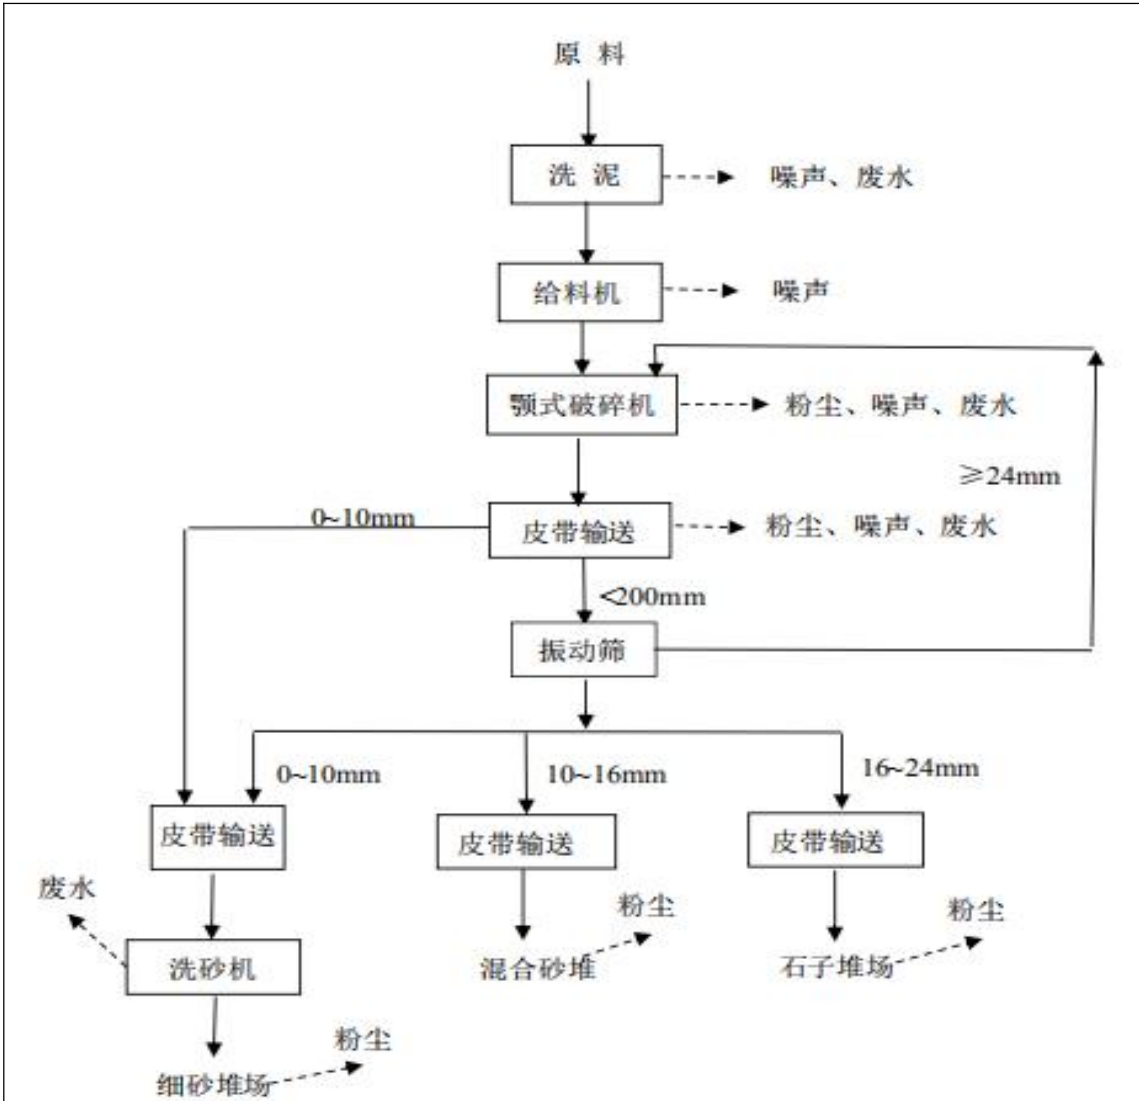 原 料
洗 泥
噪声、废水
给料机
噪声
颚式破碎机
粉尘、噪声、废水
≥24mm
0~10mm
皮带输送
粉尘、噪声、废水
<200mm
振动筛
0~10mm
10~16mm
16~24mm
皮带输送
皮带输送
皮带输送
废水
粉尘
粉尘
洗砂机
混合砂堆
石子堆场
粉尘
细砂堆场